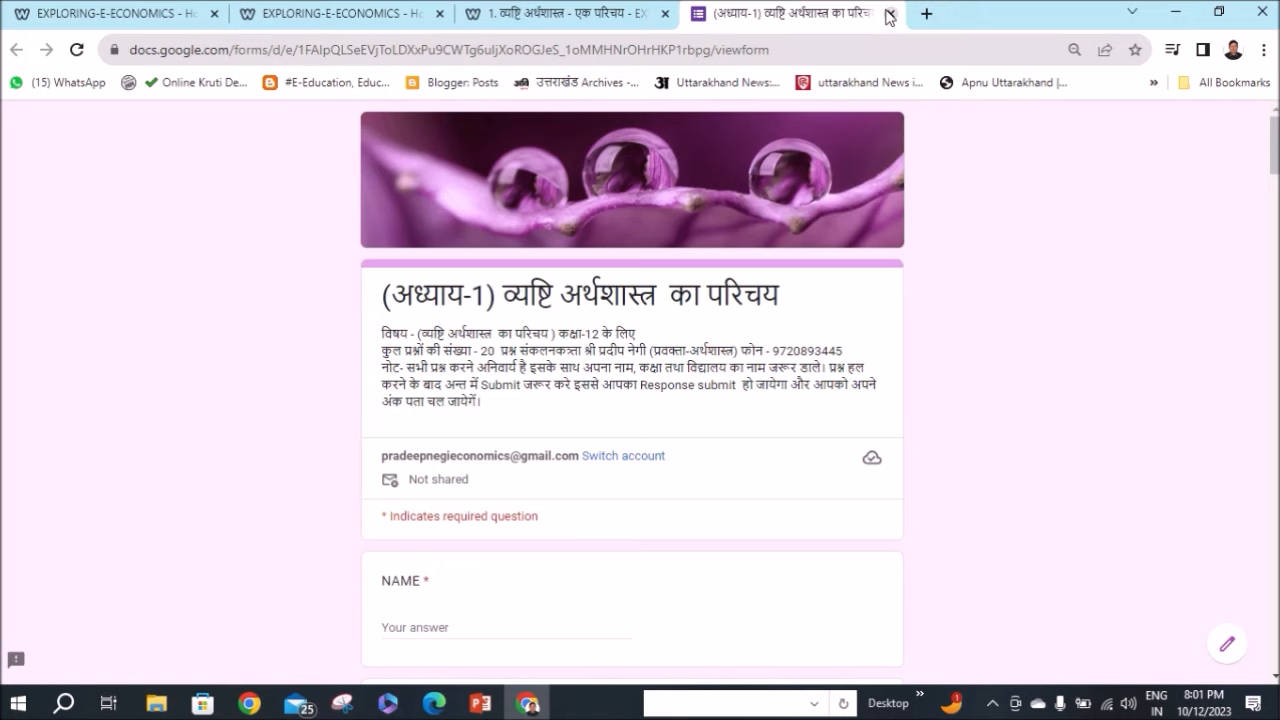 EXPLORING-E-ECONOMICS - Ho
EXPLORING-E-ECONOMICS - Ho
1. व्यष्टि अर्थशास्त्र - एक परिचय - EX
(अध्याय-1) व्यष्टि अर्थशास्त्र का परिच
docs.google.com/forms/d/e/1FAIpQLSeEVjToLDXxPu9CWTg6uIjXoROGJeS_1oMMHNrOHrHKP1rbpg/viewform
(15) WhatsApp
Online Kruti De...
#E-Education, Educ...
Blogger: Posts
उत्तराखंड Archives -...
Uttarakhand News:...
uttarakhand News i...
Apnu Uttarakhand |...
All Bookmarks
(अध्याय-1) व्यष्टि अर्थशास्त्र का परिचय
विषय - (व्यष्टि अर्थशास्त्र का परिचय ) कक्षा-12 के लिए
कुल प्रश्नों की संख्या - 20 प्रश्न संकलनकर्त्ता श्री प्रदीप नेगी (प्रवक्ता-अर्थशास्त्र) फोन - 9720893445
नोट- सभी प्रश्न करने अनिवार्य है इसके साथ अपना नाम, कक्षा तथा विद्यालय का नाम जरूर डाले। प्रश्न हल
करने के बाद अन्त में Submit जरूर करे इससे आपका Response submit हो जायेगा और आपको अपने
अंक पता चल जायेगें।
pradeepnegieconomics@gmail.com Switch account
Not shared
* Indicates required question
NAME *
Your answer
25
Desktop
1
ENG
IN
8:01 PM
10/12/2023